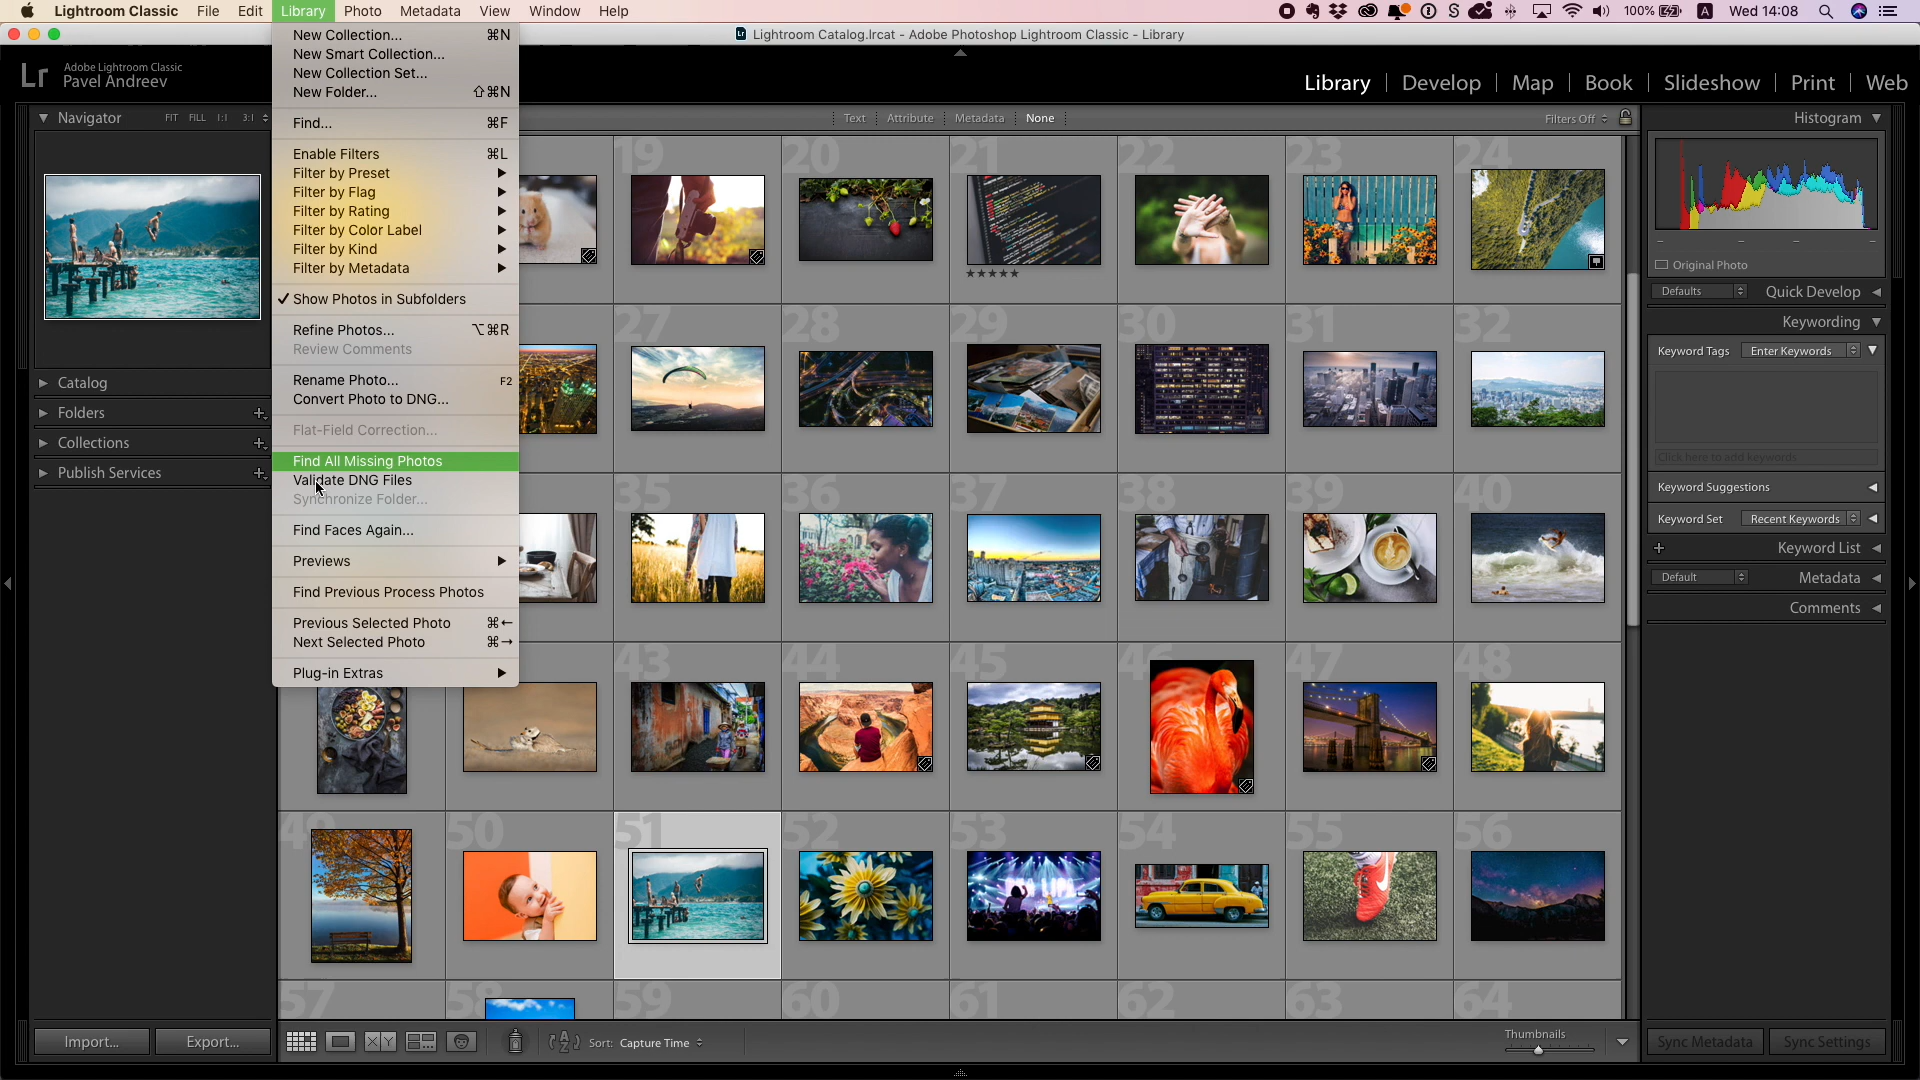 Lightroom Classic File Edit Library Photo Metadata View Window Help 100% A Wed 14:08
Lightroom Catalog.lrcat - Adobe Photoshop Lightroom Classic - Library
Lr Adobe Lightroom Classic
Pavel Andreev
Library Develop Map Book Slideshow Print Web
New Collection... ⌘N
New Smart Collection...
New Collection Set...
New Folder... ⇧⌘N
Find... ⌘F
Enable Filters ⌘L
Filter by Preset
Filter by Flag
Filter by Rating
Filter by Color Label
Filter by Kind
Filter by Metadata
✓ Show Photos in Subfolders
Refine Photos... ⌥⌘R
Review Comments
Rename Photo... F2
Convert Photo to DNG...
Flat-Field Correction...
Find All Missing Photos
Validate DNG Files
Synchronize Folder...
Find Faces Again...
Previews
Find Previous Process Photos
Previous Selected Photo ⌘←
Next Selected Photo ⌘→
Plug-in Extras
Navigator FIT FILL 1:1 3:1
Catalog
Folders
Collections
Publish Services
Import... Export...
Text Attribute Metadata None Filters Off
19 20 21 22 23 24
★★★★★
27 28 29 30 31 32
35 36 37 38 39 40
43 44 45 46 47 48
49 50 51 52 53 54 55 56
57 58 59 60 61 62 63 64
Sort: Capture Time
Thumbnails
Histogram
Original Photo
Defaults Quick Develop
Keywording
Keyword Tags Enter Keywords
Click here to add keywords
Keyword Suggestions
Keyword Set Recent Keywords
Keyword List
Default Metadata
Comments
Sync Metadata Sync Settings